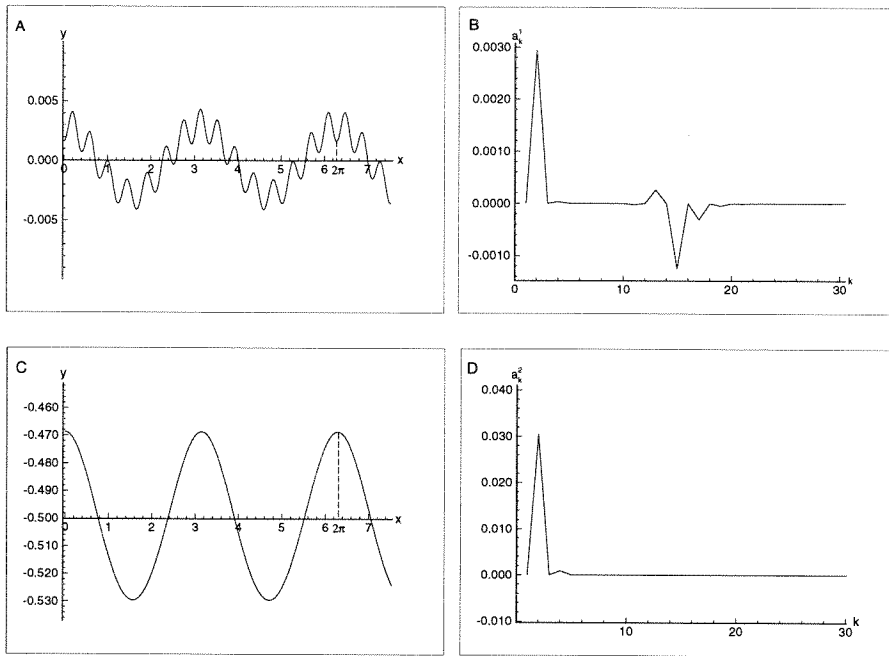 A
y
0.005
0.000
-0.005
0 1 2 3 4 5 6 2π 7 x
B
a_k^1
0.0030
0.0020
0.0010
0.0000
-0.0010
0 10 20 30 k
C
y
-0.460
-0.470
-0.480
-0.490
-0.500
-0.510
-0.520
-0.530
0 1 2 3 4 5 6 2π 7 x
D
a_k^2
0.040
0.030
0.020
0.010
0.000
-0.010
10 20 30 k